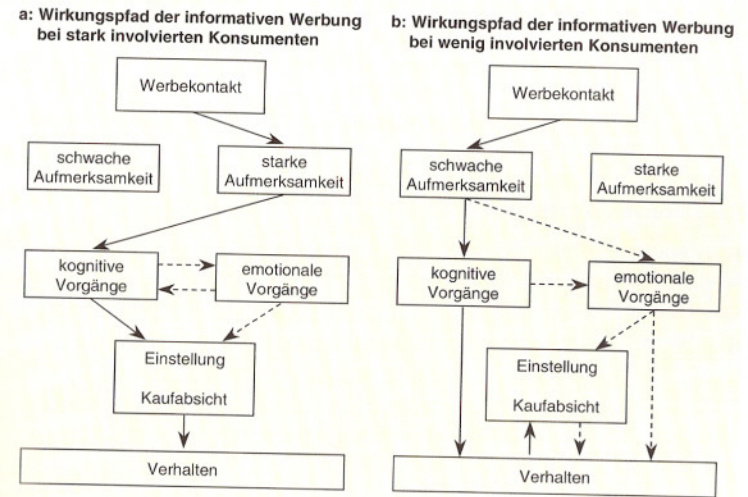 a: Wirkungspfad der informativen Werbung
bei stark involvierten Konsumenten
Werbekontakt
schwache
Aufmerksamkeit
starke
Aufmerksamkeit
kognitive
Vorgänge
emotionale
Vorgänge
Einstellung
Kaufabsicht
Verhalten
b: Wirkungspfad der informativen Werbung
bei wenig involvierten Konsumenten
Werbekontakt
schwache
Aufmerksamkeit
starke
Aufmerksamkeit
kognitive
Vorgänge
emotionale
Vorgänge
Einstellung
Kaufabsicht
Verhalten